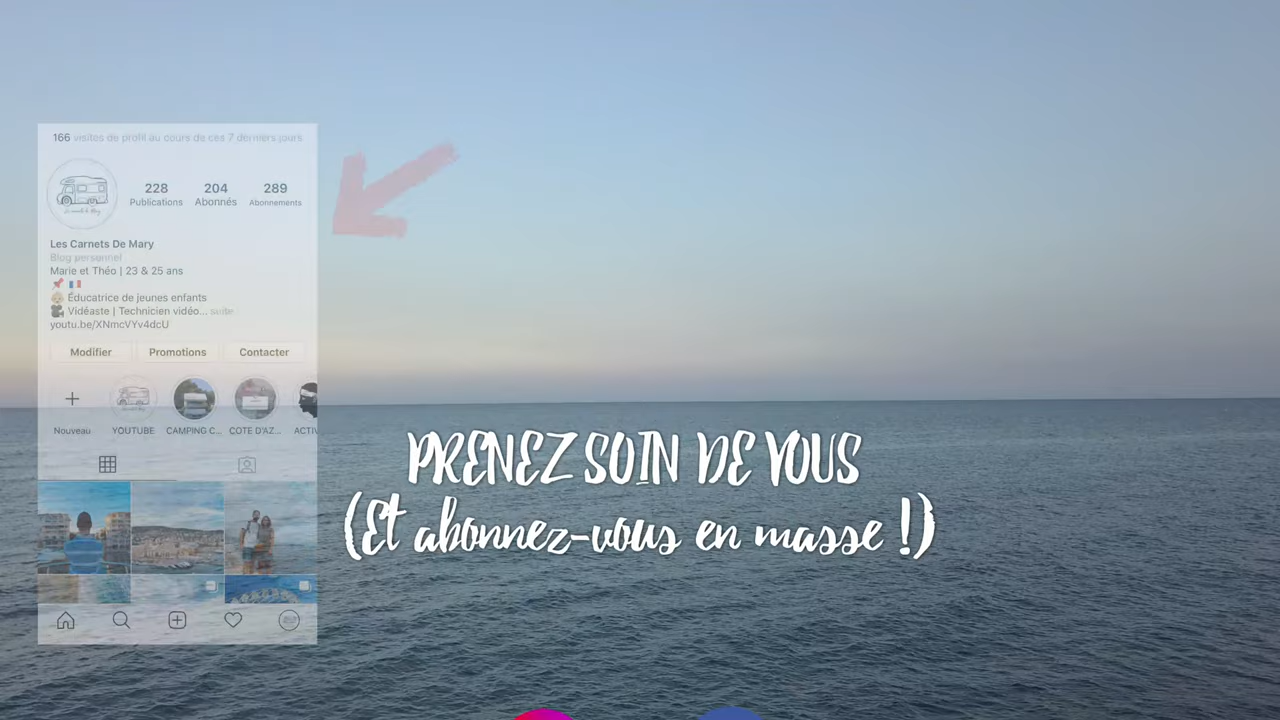 166 visites de profil au cours de ces 7 derniers jours
228
204
289
Publications
Abonnés
Abonnements
Les Carnets De Mary
Blog personnel
Marie et Théo | 23 & 25 ans
Éducatrice de jeunes enfants
Vidéaste | Technicien vidéo... suite
youtu.be/XNmcVYv4dcU
Modifier
Promotions
Contacter
Nouveau
YOUTUBE
CAMPING C...
COTE D'AZ...
ACTIV
PRENEZ SOIN DE VOUS
(Et abonnez-vous en masse !)